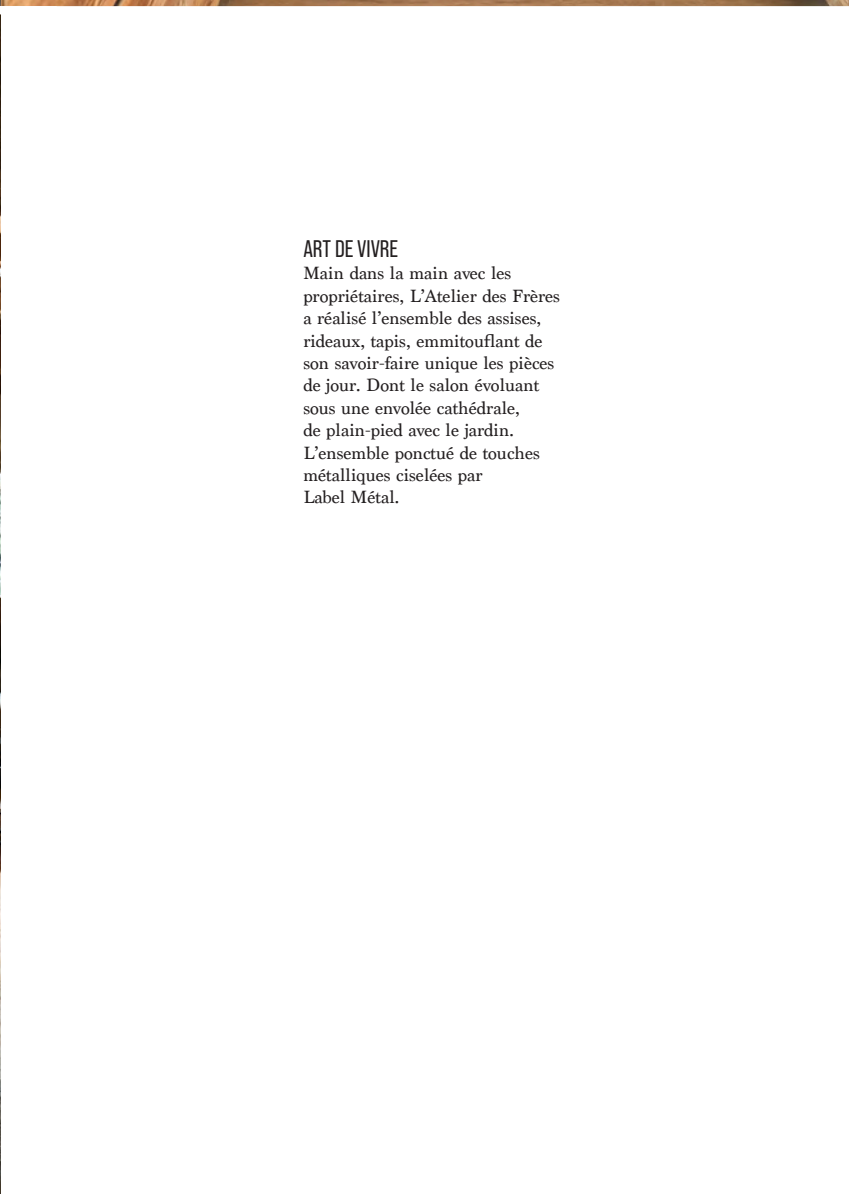 ART DE VIVRE
Main dans la main avec les
propriétaires, L’Atelier des Frères
a réalisé l’ensemble des assises,
rideaux, tapis, emmitouflant de
son savoir-faire unique les pièces
de jour. Dont le salon évoluant
sous une envolée cathédrale,
de plain-pied avec le jardin.
L’ensemble ponctué de touches
métalliques ciselées par
Label Métal.